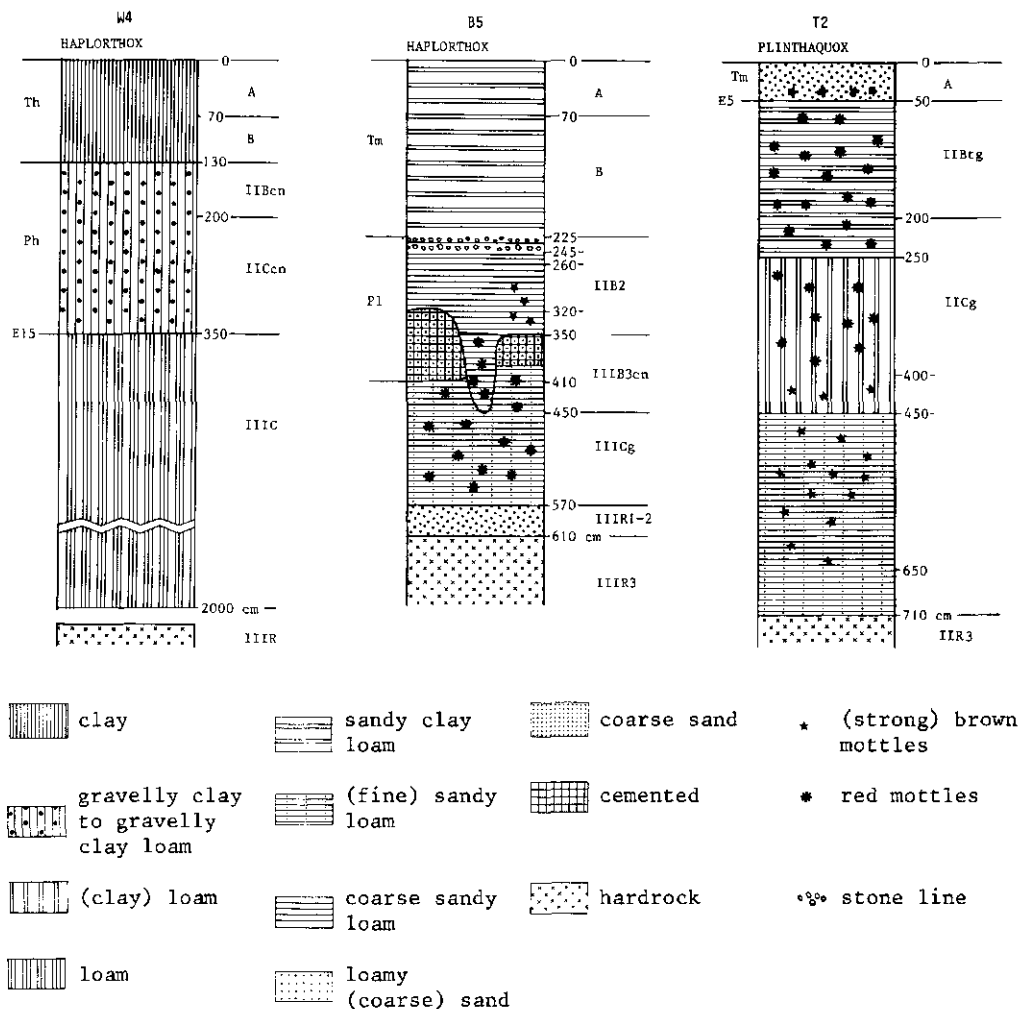 W4
HAPLORTHOX
0
Th
A
70
B
130
IIBcn
200
Ph
IICcn
E15
350
IIIC
2000 cm
IIIR
B5
HAPLORTHOX
0
A
70
Tm
B
225
245
260
Pl
IIB2
320
350
IIIB3cn
410
450
IIICg
570
IIIR1-2
610 cm
IIIR3
T2
PLINTHAQUOX
0
Tm
A
E5
50
IIBtg
200
250
IICg
400
450
650
710 cm
IIR3
clay
gravelly clay
to gravelly
clay loam
(clay) loam
loam
sandy clay
loam
(fine) sandy
loam
coarse sandy
loam
loamy
(coarse) sand
coarse sand
cemented
hardrock
(strong) brown
mottles
red mottles
stone line